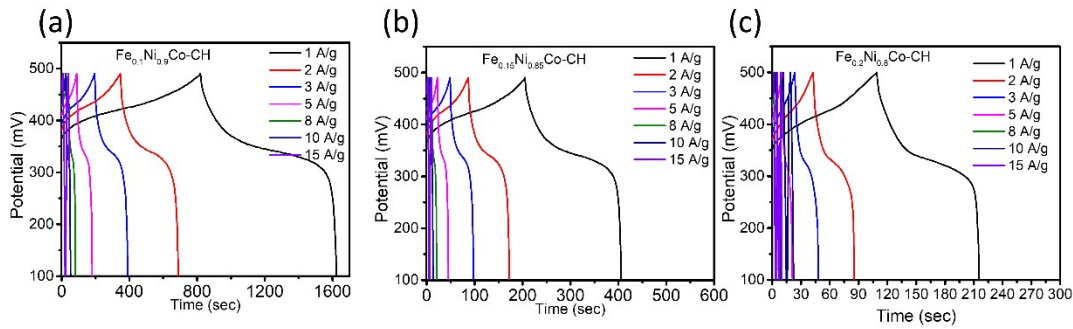 (a)
Fe0.1Ni0.9Co-CH
1 A/g
2 A/g
3 A/g
5 A/g
8 A/g
10 A/g
15 A/g
Potential (mV)
500
400
300
200
100
0 400 800 1200 1600
Time (sec)
(b)
Fe0.15Ni0.85Co-CH
1 A/g
2 A/g
3 A/g
5 A/g
8 A/g
10 A/g
15 A/g
Potential (mV)
500
400
300
200
100
0 100 200 300 400 500 600
Time (sec)
(c)
Fe0.2Ni0.8Co-CH
1 A/g
2 A/g
3 A/g
5 A/g
8 A/g
10 A/g
15 A/g
Potential (mV)
500
400
300
200
100
0 30 60 90 120 150 180 210 240 270 300
Time (sec)